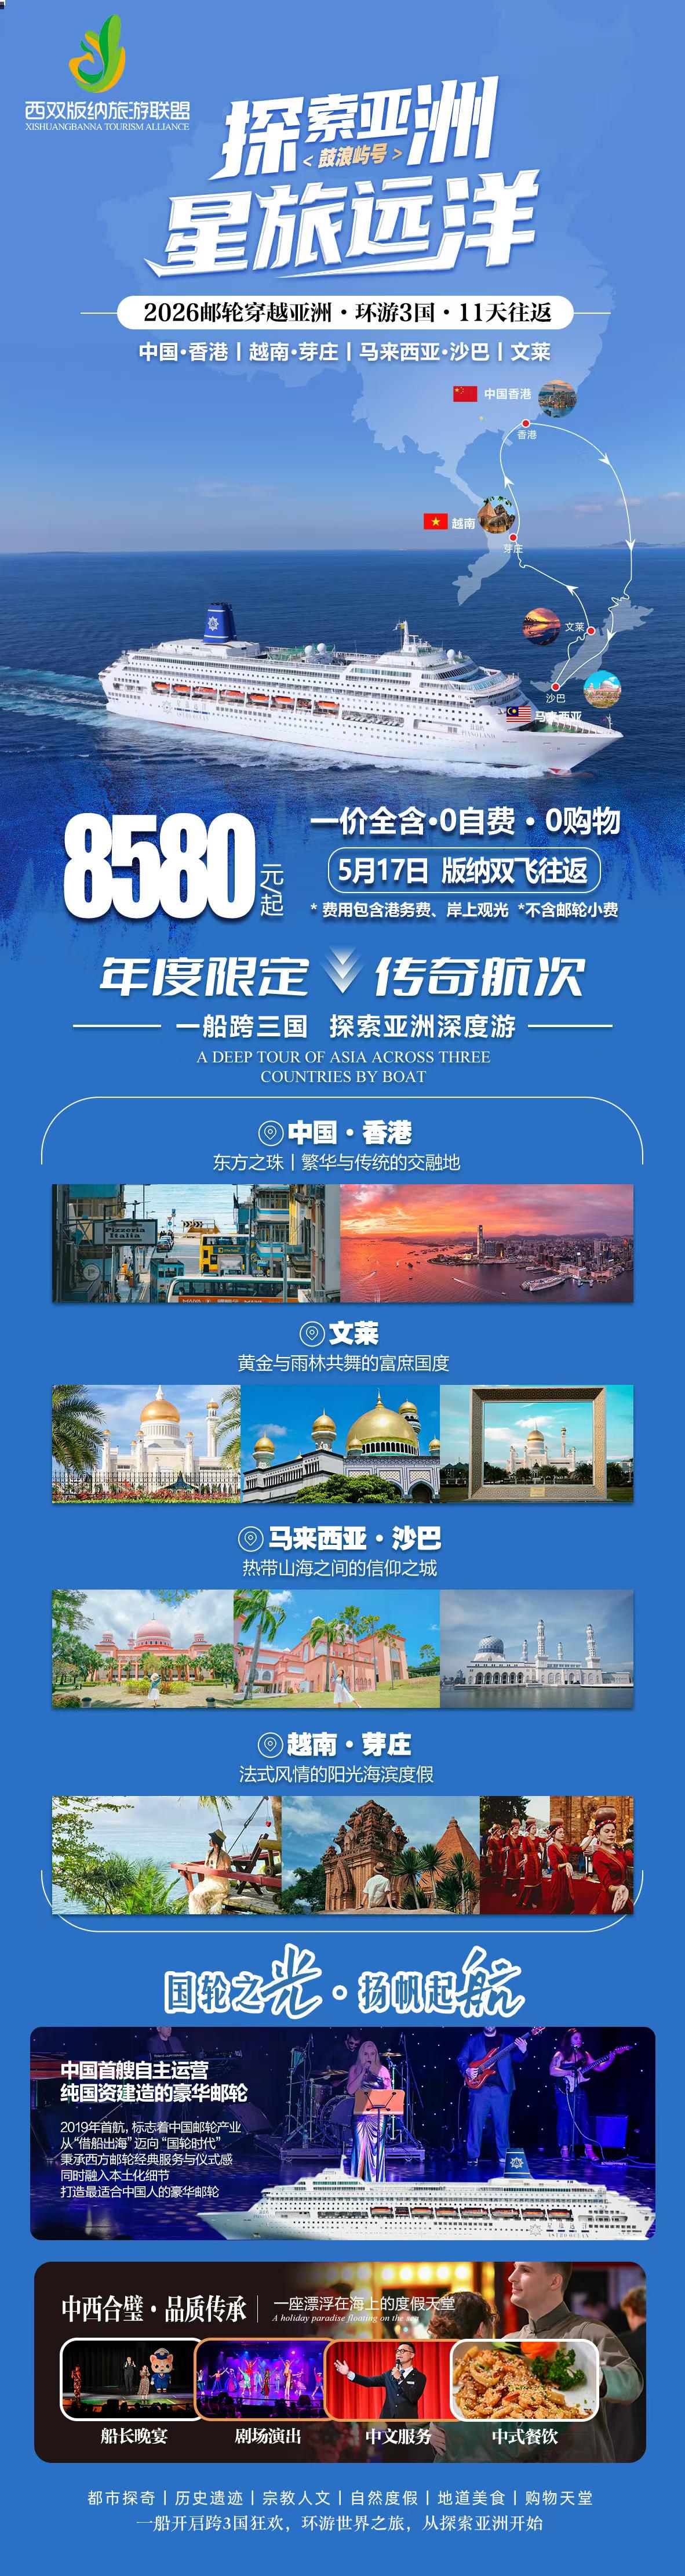 西双版纳旅游联盟
XISHUANGBANNA TOURISM ALLIANCE
探索亚洲
<鼓浪屿号>
星旅远洋
2026邮轮穿越亚洲·环游3国·11天往返
中国·香港丨越南·芽庄丨马来西亚·沙巴丨文莱
中国香港
香港
越南
芽庄
文莱
沙巴
马来西亚
8580元/起
一价全含·0自费·0购物
5月17日 版纳双飞往返
* 费用包含港务费、岸上观光 *不含邮轮小费
年度限定 传奇航次
一船跨三国 探索亚洲深度游
A DEEP TOUR OF ASIA ACROSS THREE
COUNTRIES BY BOAT
中国·香港
东方之珠丨繁华与传统的交融地
Pizzeria
Italia
文莱
黄金与雨林共舞的富庶国度
马来西亚·沙巴
热带山海之间的信仰之城
越南·芽庄
法式风情的阳光海滨度假
国轮之光·扬帆起航
中国首艘自主运营
纯国资建造的豪华邮轮
2019年首航，标志着中国邮轮产业
从“借船出海”迈向“国轮时代”
秉承西方邮轮经典服务与仪式感
同时融入本土化细节
打造最适合中国人的豪华邮轮
中西合璧·品质传承
一座漂浮在海上的度假天堂
A holiday paradise floating on the sea
船长晚宴
剧场演出
中文服务
中式餐饮
都市探奇丨历史遗迹丨宗教人文丨自然度假丨地道美食丨购物天堂
一船开启跨3国狂欢，环游世界之旅，从探索亚洲开始